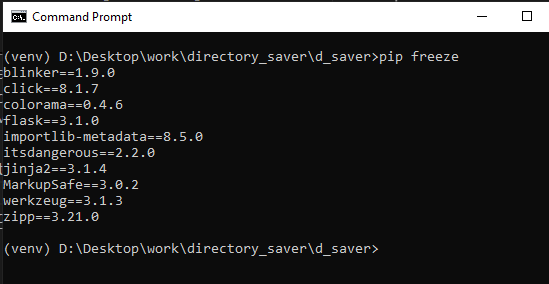 Command Prompt
(venv) D:\Desktop\work\directory_saver\d_saver>pip freeze
blinker==1.9.0
click==8.1.7
colorama==0.4.6
flask==3.1.0
importlib-metadata==8.5.0
itsdangerous==2.2.0
jinja2==3.1.4
MarkupSafe==3.0.2
werkzeug==3.1.3
zipp==3.21.0
(venv) D:\Desktop\work\directory_saver\d_saver>